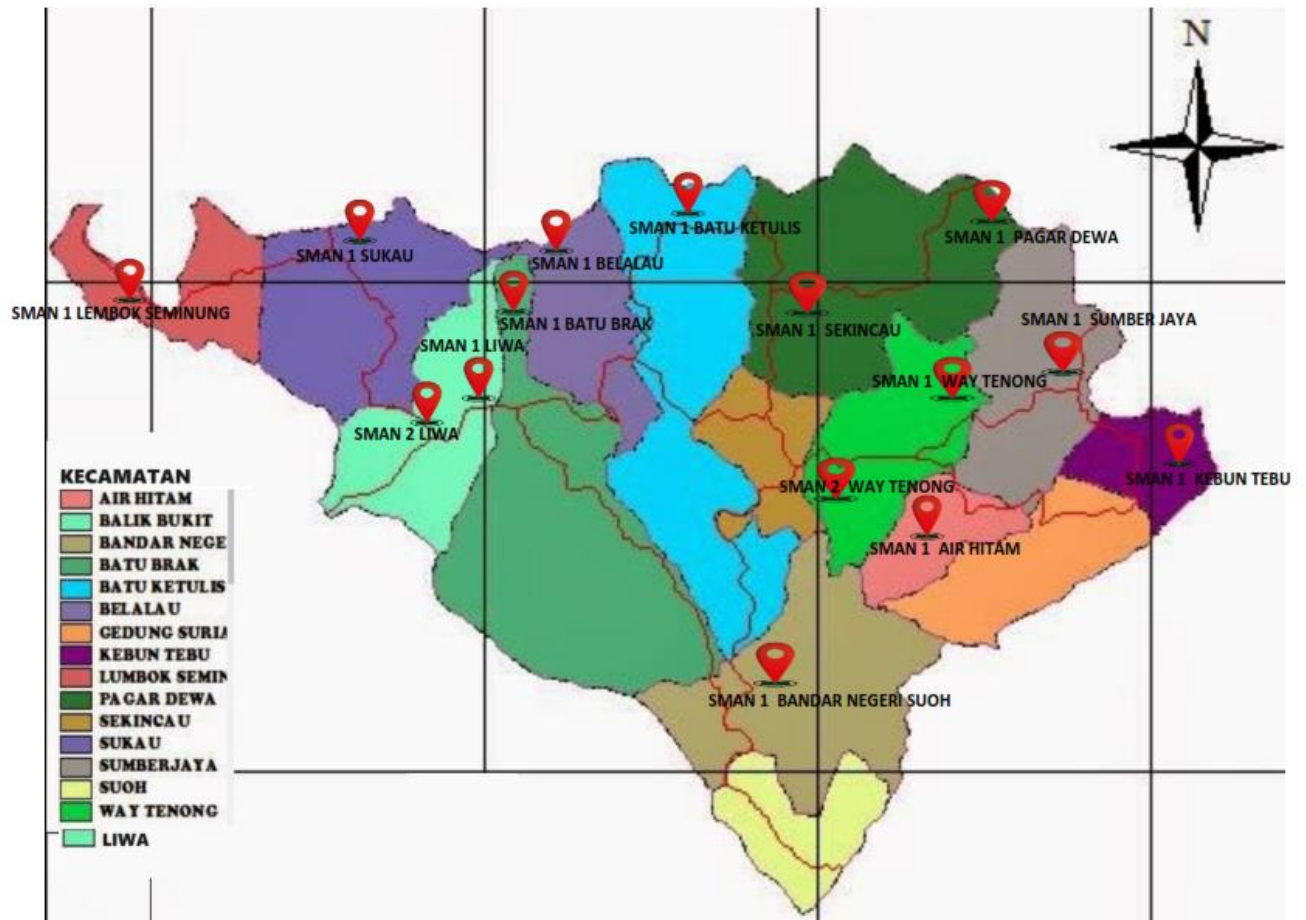 N
SMAN 1 BATU KETULIS
SMAN 1 PAGAR DEWA
SMAN 1 SUKAU
SMAN 1 BELALAU
SMAN 1 LEMBOK SEMINUNG
SMAN 1 BATU BRAK
SMAN 1 SEKINCAU
SMAN 1 SUMBER JAYA
SMAN 1 LIWA
SMAN 1 WAY TENONG
SMAN 2 LIWA
SMAN 1 KEBUN TEBU
SMAN 2 WAY TENONG
SMAN 1 AIR HITAM
SMAN 1 BANDAR NEGERI SUOH
KECAMATAN
AIR HITAM
BALIK BUKIT
BANDAR NEGE
BATU BRAK
BATU KETULIS
BELALAU
GEDUNG SURIA
KEBUN TEBU
LUMBOK SEMIN
PAGAR DEWA
SEKINCAU
SUKAU
SUMBERJAYA
SUOH
WAY TENONG
LIWA